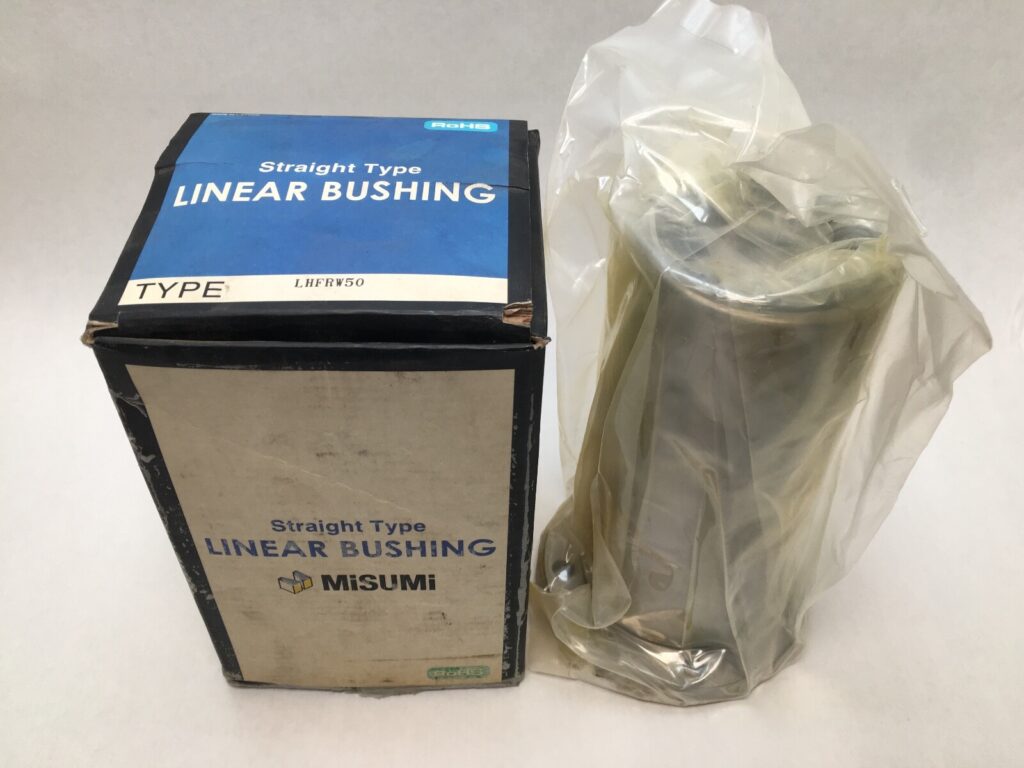 RoHS
Straight Type
LINEAR BUSHING
TYPE LHFRW50
Straight Type
LINEAR BUSHING
MiSUMi
RoHS